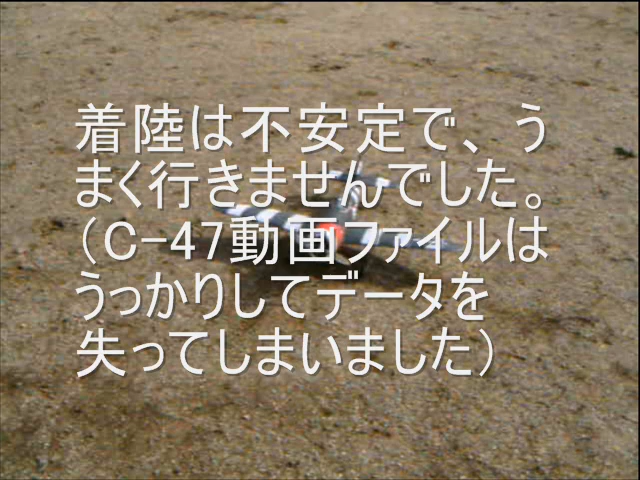 着陸は不安定で、う
まく行きませんでした。
（C-47動画ファイルは
うっかりしてデータを
失ってしまいました）